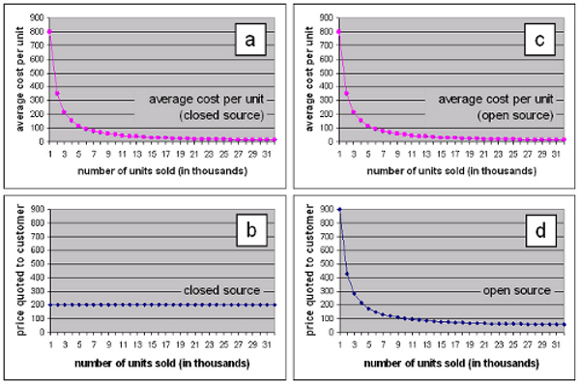 900
800
700
600
500
400
300
200
100
0
average cost per unit
a
average cost per unit
(closed source)
1 3 5 7 9 11 13 15 17 19 21 23 25 27 29 31
number of units sold (in thousands)
900
800
700
600
500
400
300
200
100
0
average cost per unit
c
average cost per unit
(open source)
1 3 5 7 9 11 13 15 17 19 21 23 25 27 29 31
number of units sold (in thousands)
900
800
700
600
500
400
300
200
100
0
price quoted to customer
b
closed source
1 3 5 7 9 11 13 15 17 19 21 23 25 27 29 31
number of units sold (in thousands)
900
800
700
600
500
400
300
200
100
0
price quoted to customer
d
open source
1 3 5 7 9 11 13 15 17 19 21 23 25 27 29 31
number of units sold (in thousands)